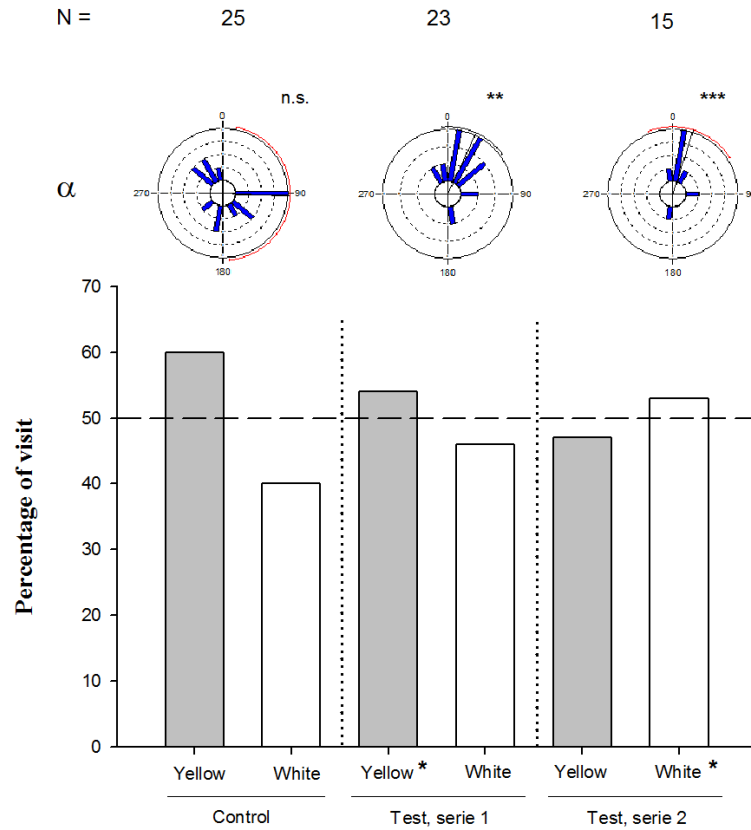 N = 25 23 15
n.s. ** ***
0 0 0
α 270 90 270 90 270 90
180 180 180
70
60
50
40
30
20
10
0
Percentage of visit
Yellow White Yellow * White Yellow White *
Control Test, serie 1 Test, serie 2